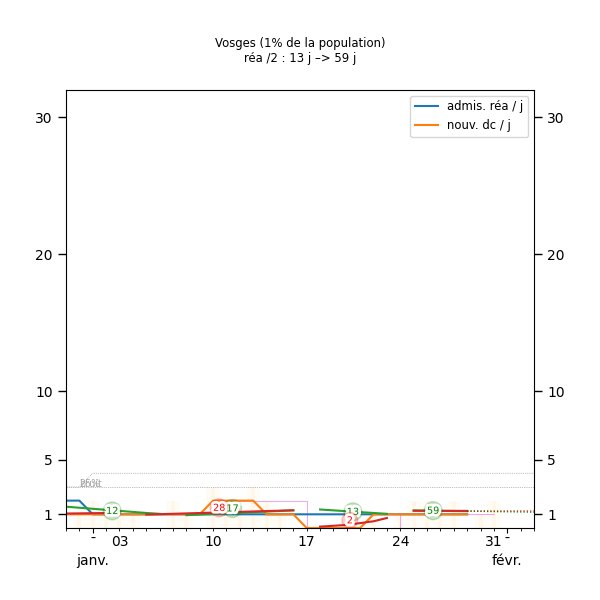 Vosges (1% de la population)
réa /2 : 13 j –> 59 j
admis. réa / j
nouv. dc / j
30 30
20 20
10 10
5 5
12 28 17 13 2 59
1 1
- 03 10 17 24 31 -
janv. févr.